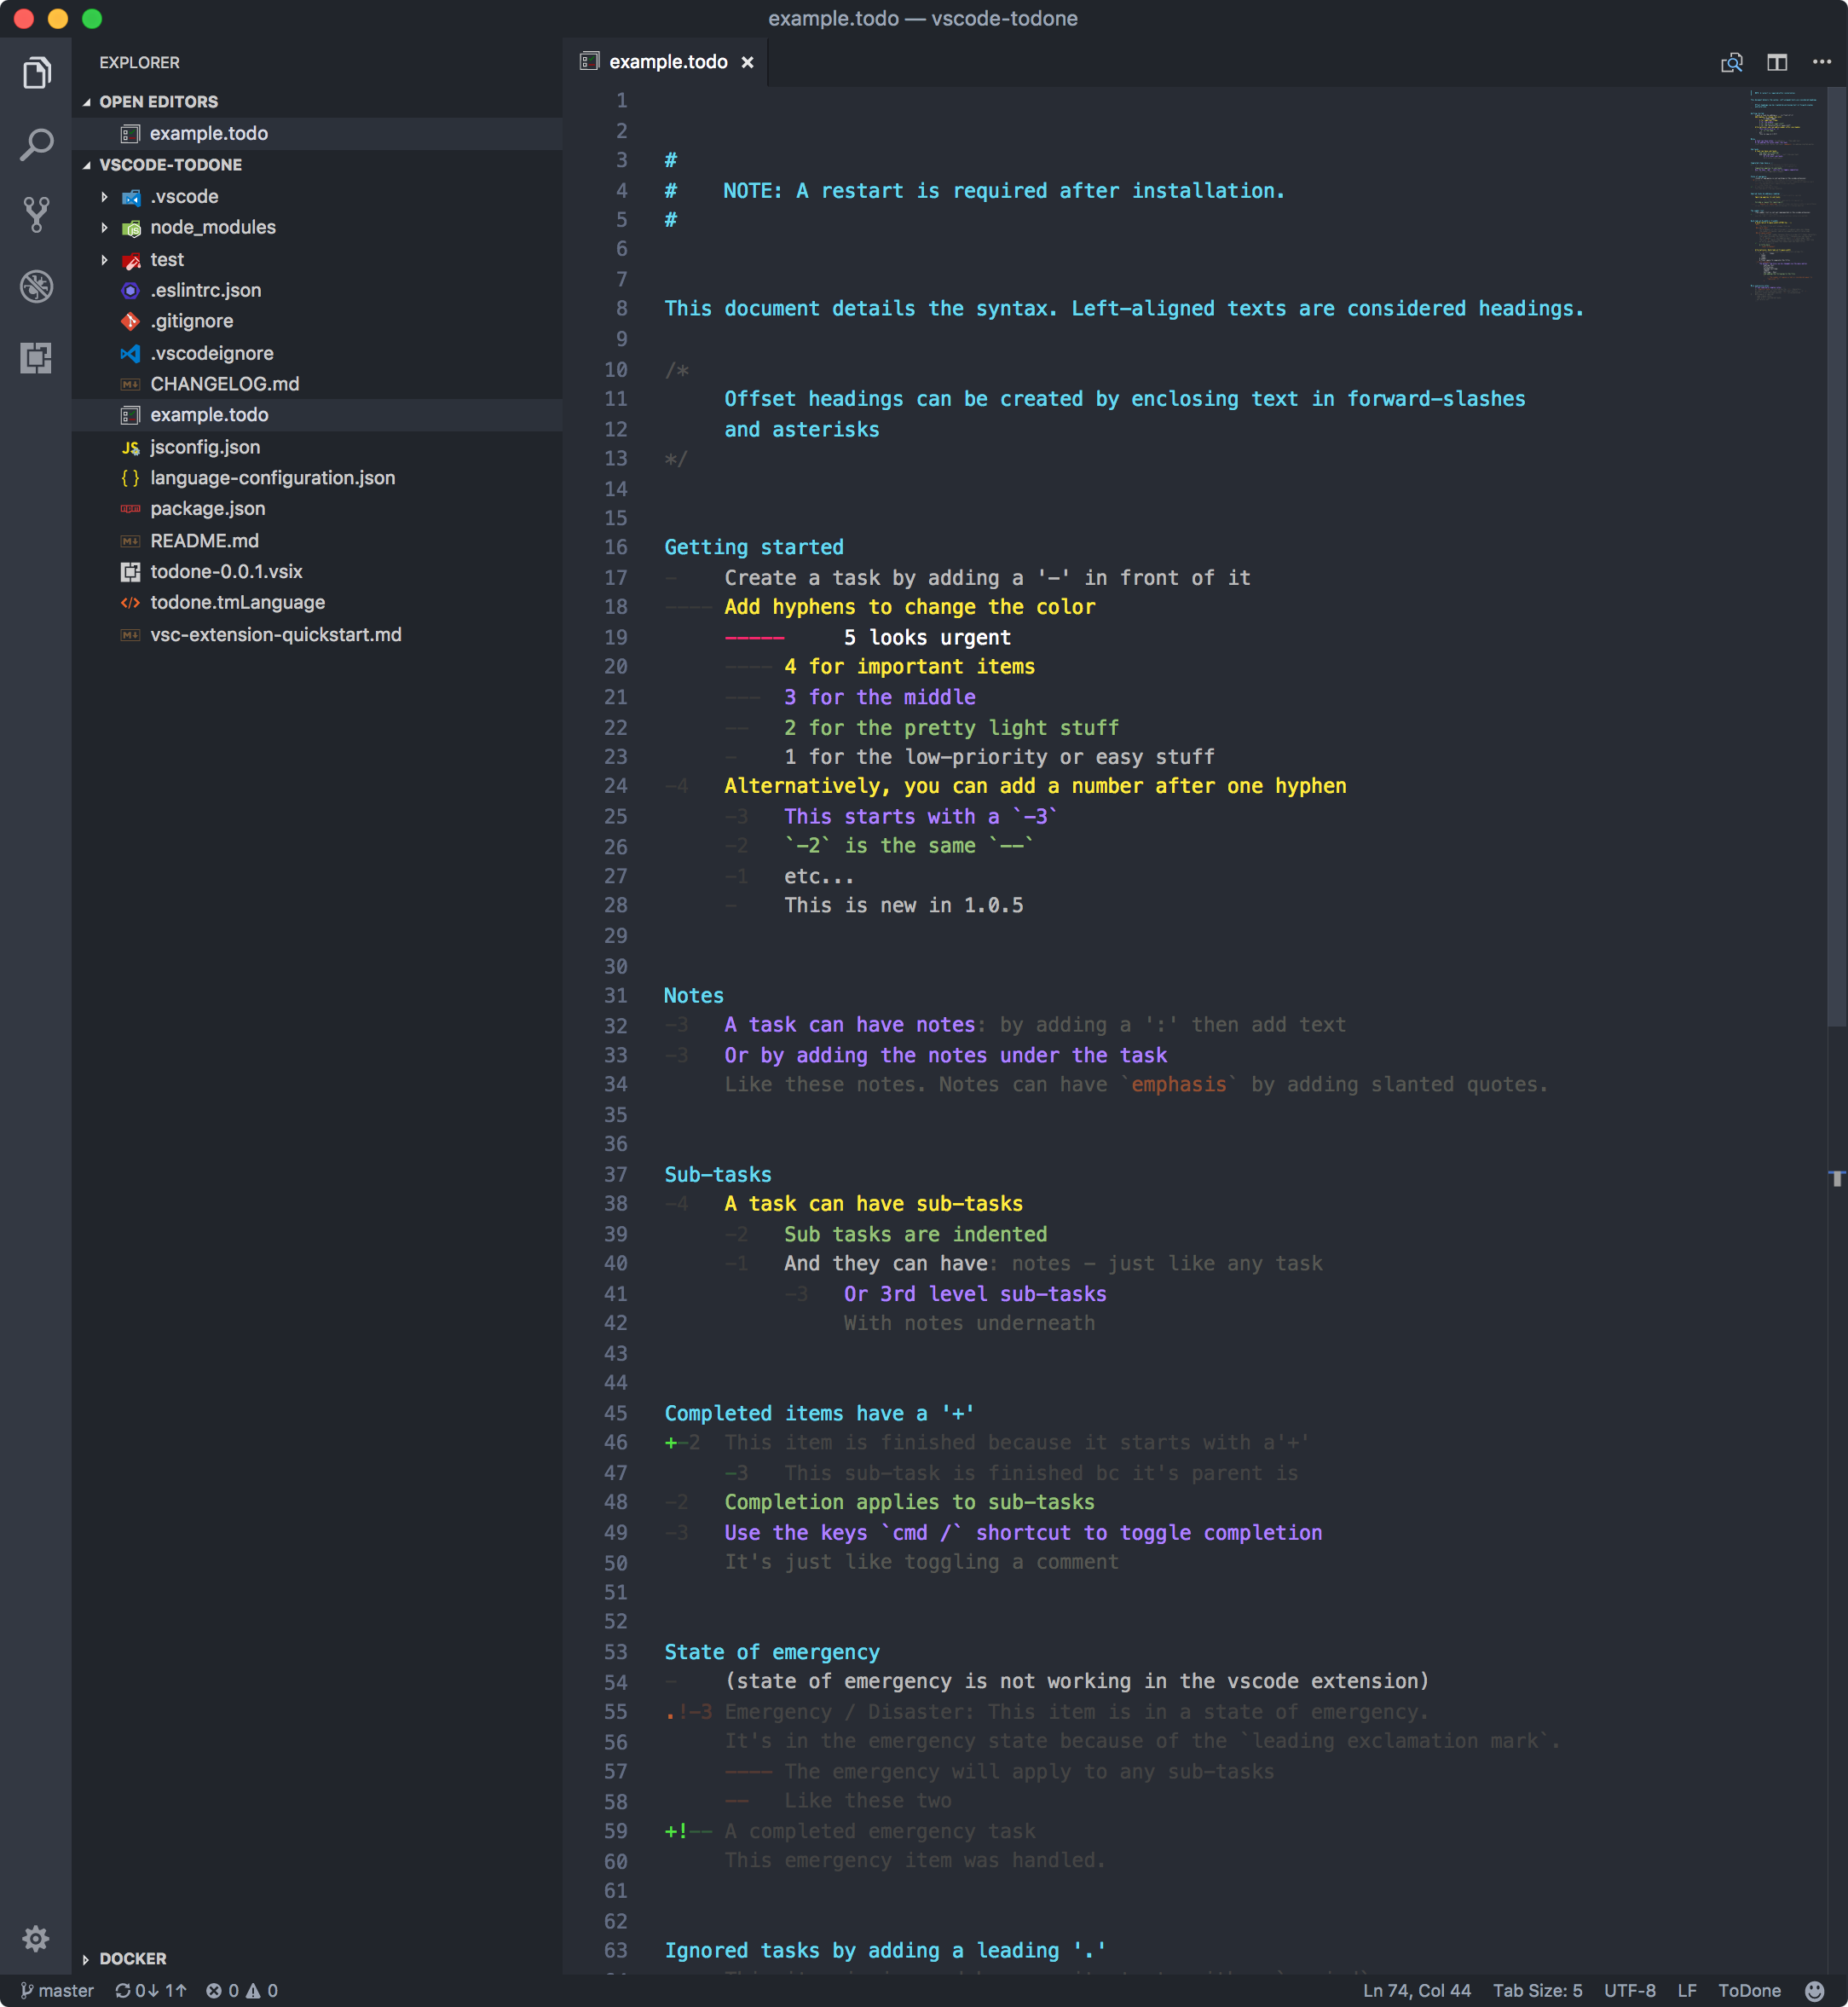 example.todo — vscode-todone
EXPLORER
OPEN EDITORS
example.todo
VSCODE-TODONE
.vscode
node_modules
test
.eslintrc.json
.gitignore
.vscodeignore
CHANGELOG.md
example.todo
jsconfig.json
language-configuration.json
package.json
README.md
todone-0.0.1.vsix
todone.tmLanguage
vsc-extension-quickstart.md
DOCKER
example.todo ×
1
2
3 #
4 # NOTE: A restart is required after installation.
5 #
6
7
8 This document details the syntax. Left-aligned texts are considered headings.
9
10 /*
11 Offset headings can be created by enclosing text in forward-slashes
12 and asterisks
13 */
14
15
16 Getting started
17 - Create a task by adding a '-' in front of it
18 ---- Add hyphens to change the color
19 ----- 5 looks urgent
20 ---- 4 for important items
21 --- 3 for the middle
22 -- 2 for the pretty light stuff
23 - 1 for the low-priority or easy stuff
24 -4 Alternatively, you can add a number after one hyphen
25 -3 This starts with a `-3`
26 -2 `-2` is the same `--`
27 -1 etc...
28 - This is new in 1.0.5
29
30
31 Notes
32 -3 A task can have notes: by adding a ':' then add text
33 -3 Or by adding the notes under the task
34 Like these notes. Notes can have `emphasis` by adding slanted quotes.
35
36
37 Sub-tasks
38 -4 A task can have sub-tasks
39 -2 Sub tasks are indented
40 -1 And they can have: notes - just like any task
41 -3 Or 3rd level sub-tasks
42 With notes underneath
43
44
45 Completed items have a '+'
46 +-2 This item is finished because it starts with a'+'
47 -3 This sub-task is finished bc it's parent is
48 -2 Completion applies to sub-tasks
49 -3 Use the keys `cmd /` shortcut to toggle completion
50 It's just like toggling a comment
51
52
53 State of emergency
54 - (state of emergency is not working in the vscode extension)
55 .!-3 Emergency / Disaster: This item is in a state of emergency.
56 It's in the emergency state because of the `leading exclamation mark`.
57 ---- The emergency will apply to any sub-tasks
58 -- Like these two
59 +!-- A completed emergency task
60 This emergency item was handled.
61
62
63 Ignored tasks by adding a leading '.'
master 0↓ 1↑ 0 0 Ln 74, Col 44 Tab Size: 5 UTF-8 LF ToDone